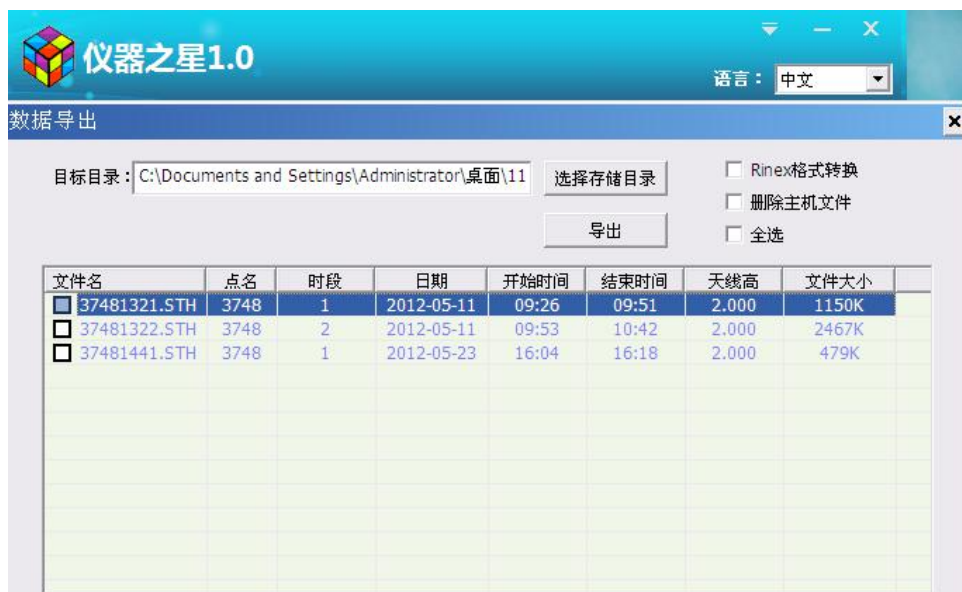 仪器之星1.0
语言： 中文
数据导出
目标目录： C:\Documents and Settings\Administrator\桌面\11 选择存储目录 Rinex格式转换
删除主机文件
导出 全选
文件名 点名 时段 日期 开始时间 结束时间 天线高 文件大小
37481321.STH 3748 1 2012-05-11 09:26 09:51 2.000 1150K
37481322.STH 3748 2 2012-05-11 09:53 10:42 2.000 2467K
37481441.STH 3748 1 2012-05-23 16:04 16:18 2.000 479K